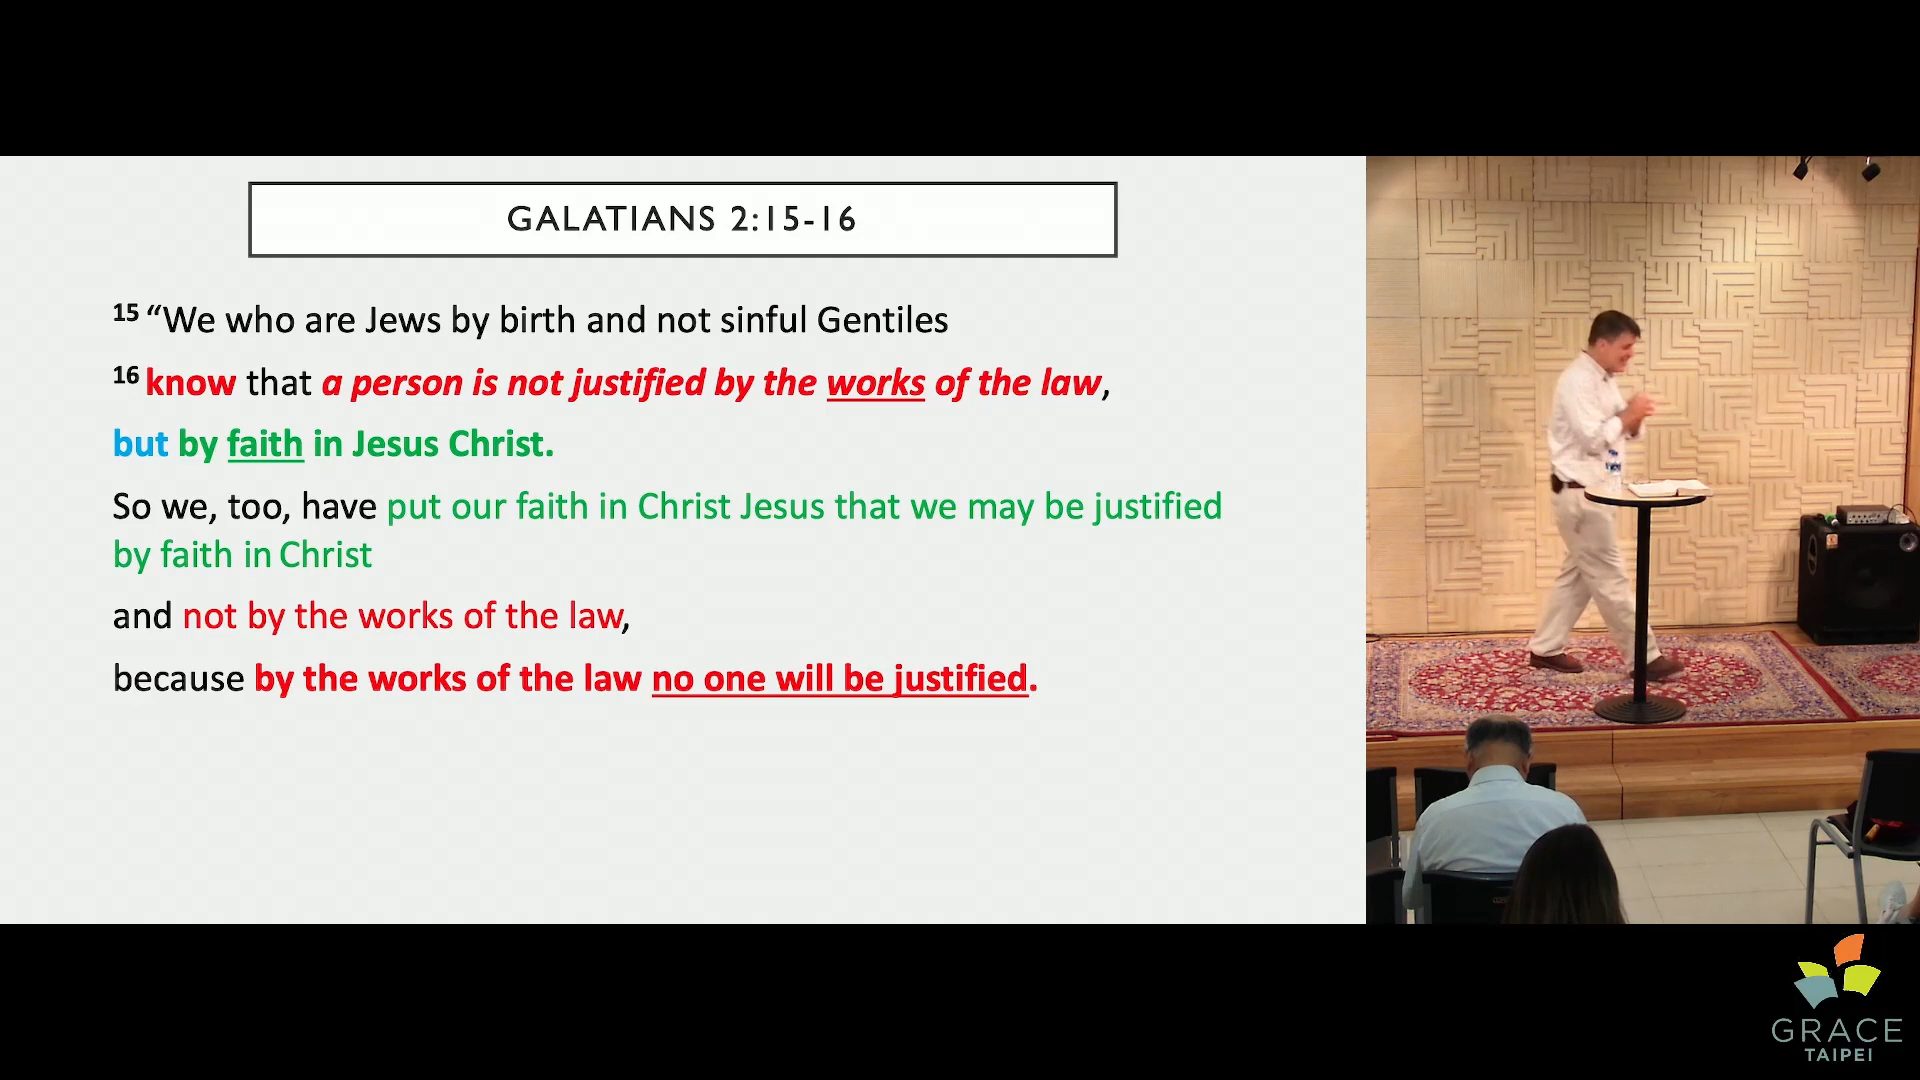 GALATIANS 2:15-16
15 “We who are Jews by birth and not sinful Gentiles
16 know that a person is not justified by the works of the law,
but by faith in Jesus Christ.
So we, too, have put our faith in Christ Jesus that we may be justified
by faith in Christ
and not by the works of the law,
because by the works of the law no one will be justified.
GRACE
TAIPEI